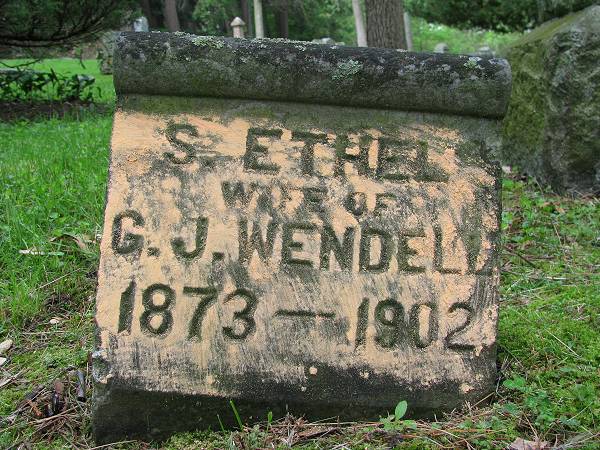 S. ETHEL
WIFE OF
G. J. WENDELL
1873 — 1902